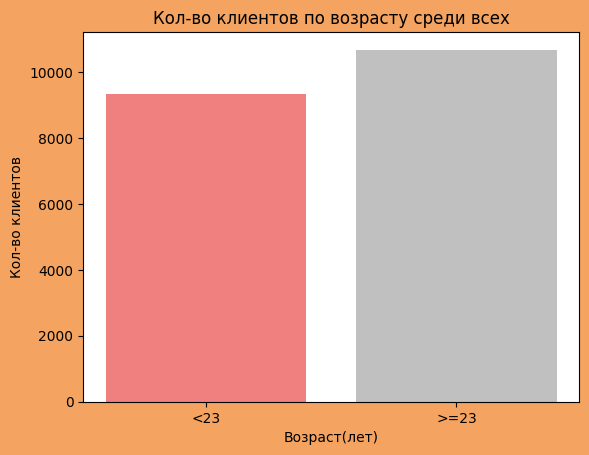 Кол-во клиентов по возрасту среди всех
Кол-во клиентов
10000
8000
6000
4000
2000
0
<23
>=23
Возраст(лет)